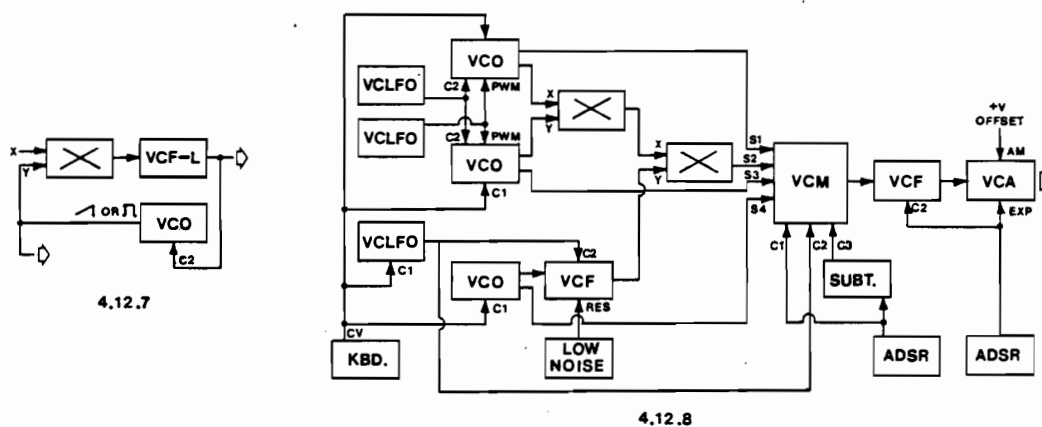 X
Y
VCF-L
OR
VCO
C2
4.12.7
VCO
VCLFO
C2
PWM
VCLFO
C2
PWM
VCO
C1
X
Y
X
Y
S1
S2
S3
S4
VCM
C1
C2
C3
VCF
C2
+V
OFFSET
AM
VCA
EXP
VCLFO
C1
C2
VCO
C1
VCF
RES
SUBT.
CV
KBD.
LOW
NOISE
ADSR
ADSR
4.12.8